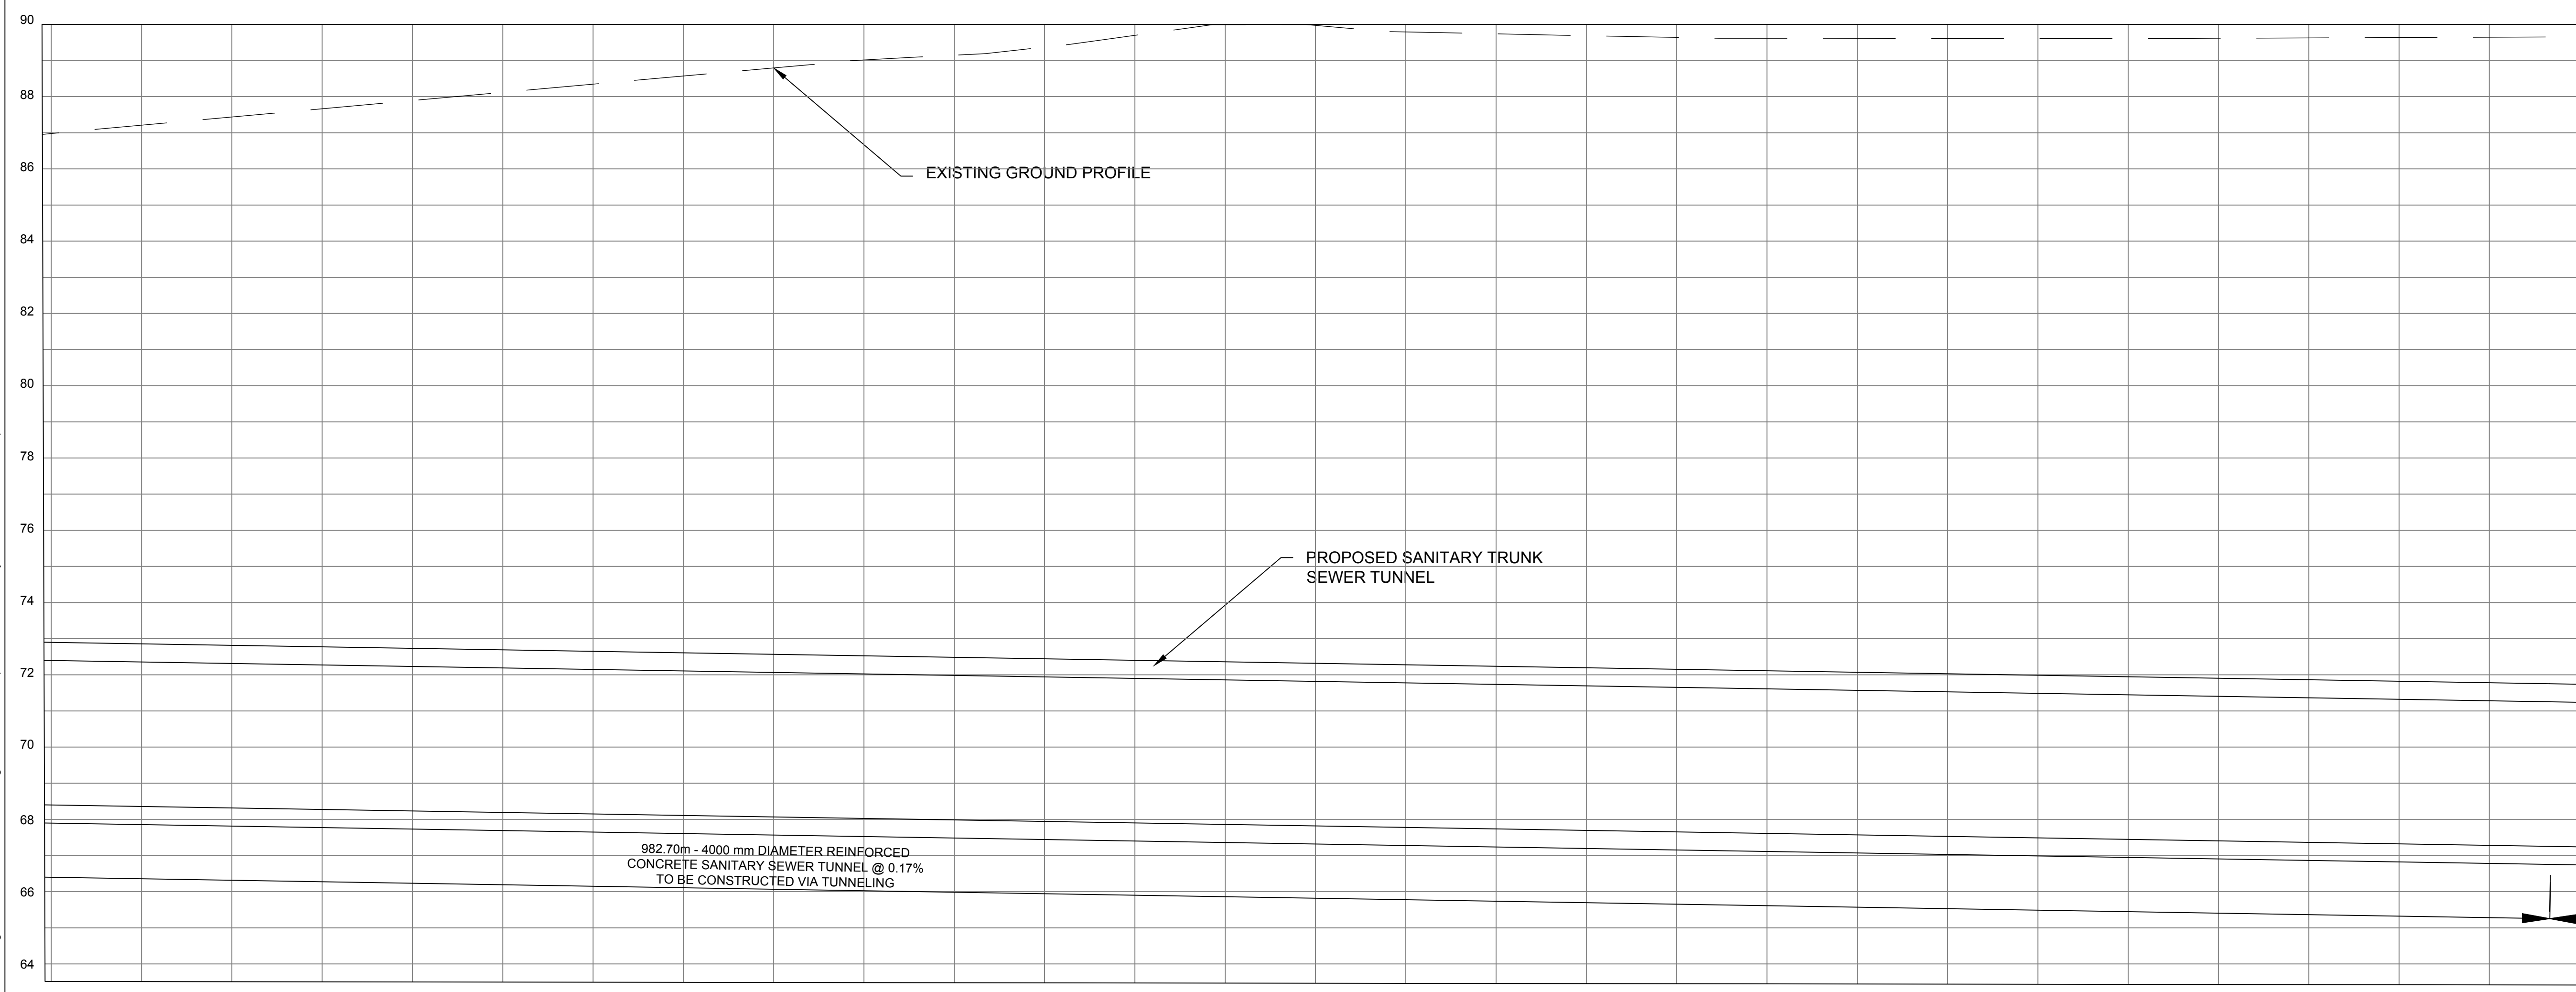 90
88
86
84
82
80
78
76
74
72
70
68
66
64
EXISTING GROUND PROFILE
PROPOSED SANITARY TRUNK
SEWER TUNNEL
982.70m - 4000 mm DIAMETER REINFORCED
CONCRETE SANITARY SEWER TUNNEL @ 0.17%
TO BE CONSTRUCTED VIA TUNNELING